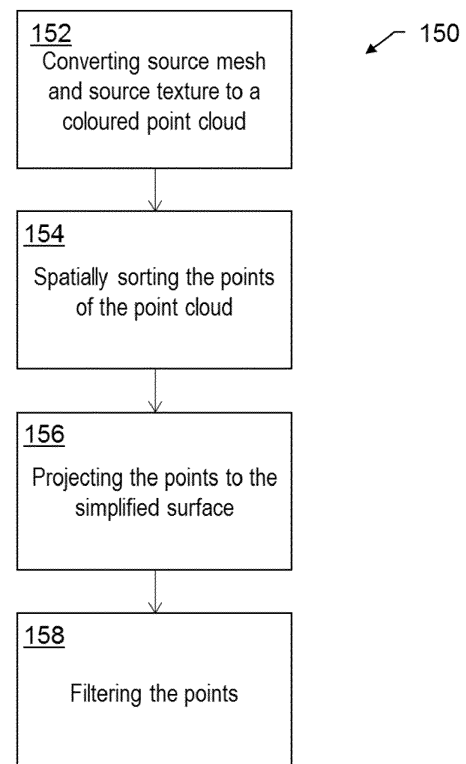 150
152
Converting source mesh
and source texture to a
coloured point cloud
154
Spatially sorting the points
of the point cloud
156
Projecting the points to the
simplified surface
158
Filtering the points